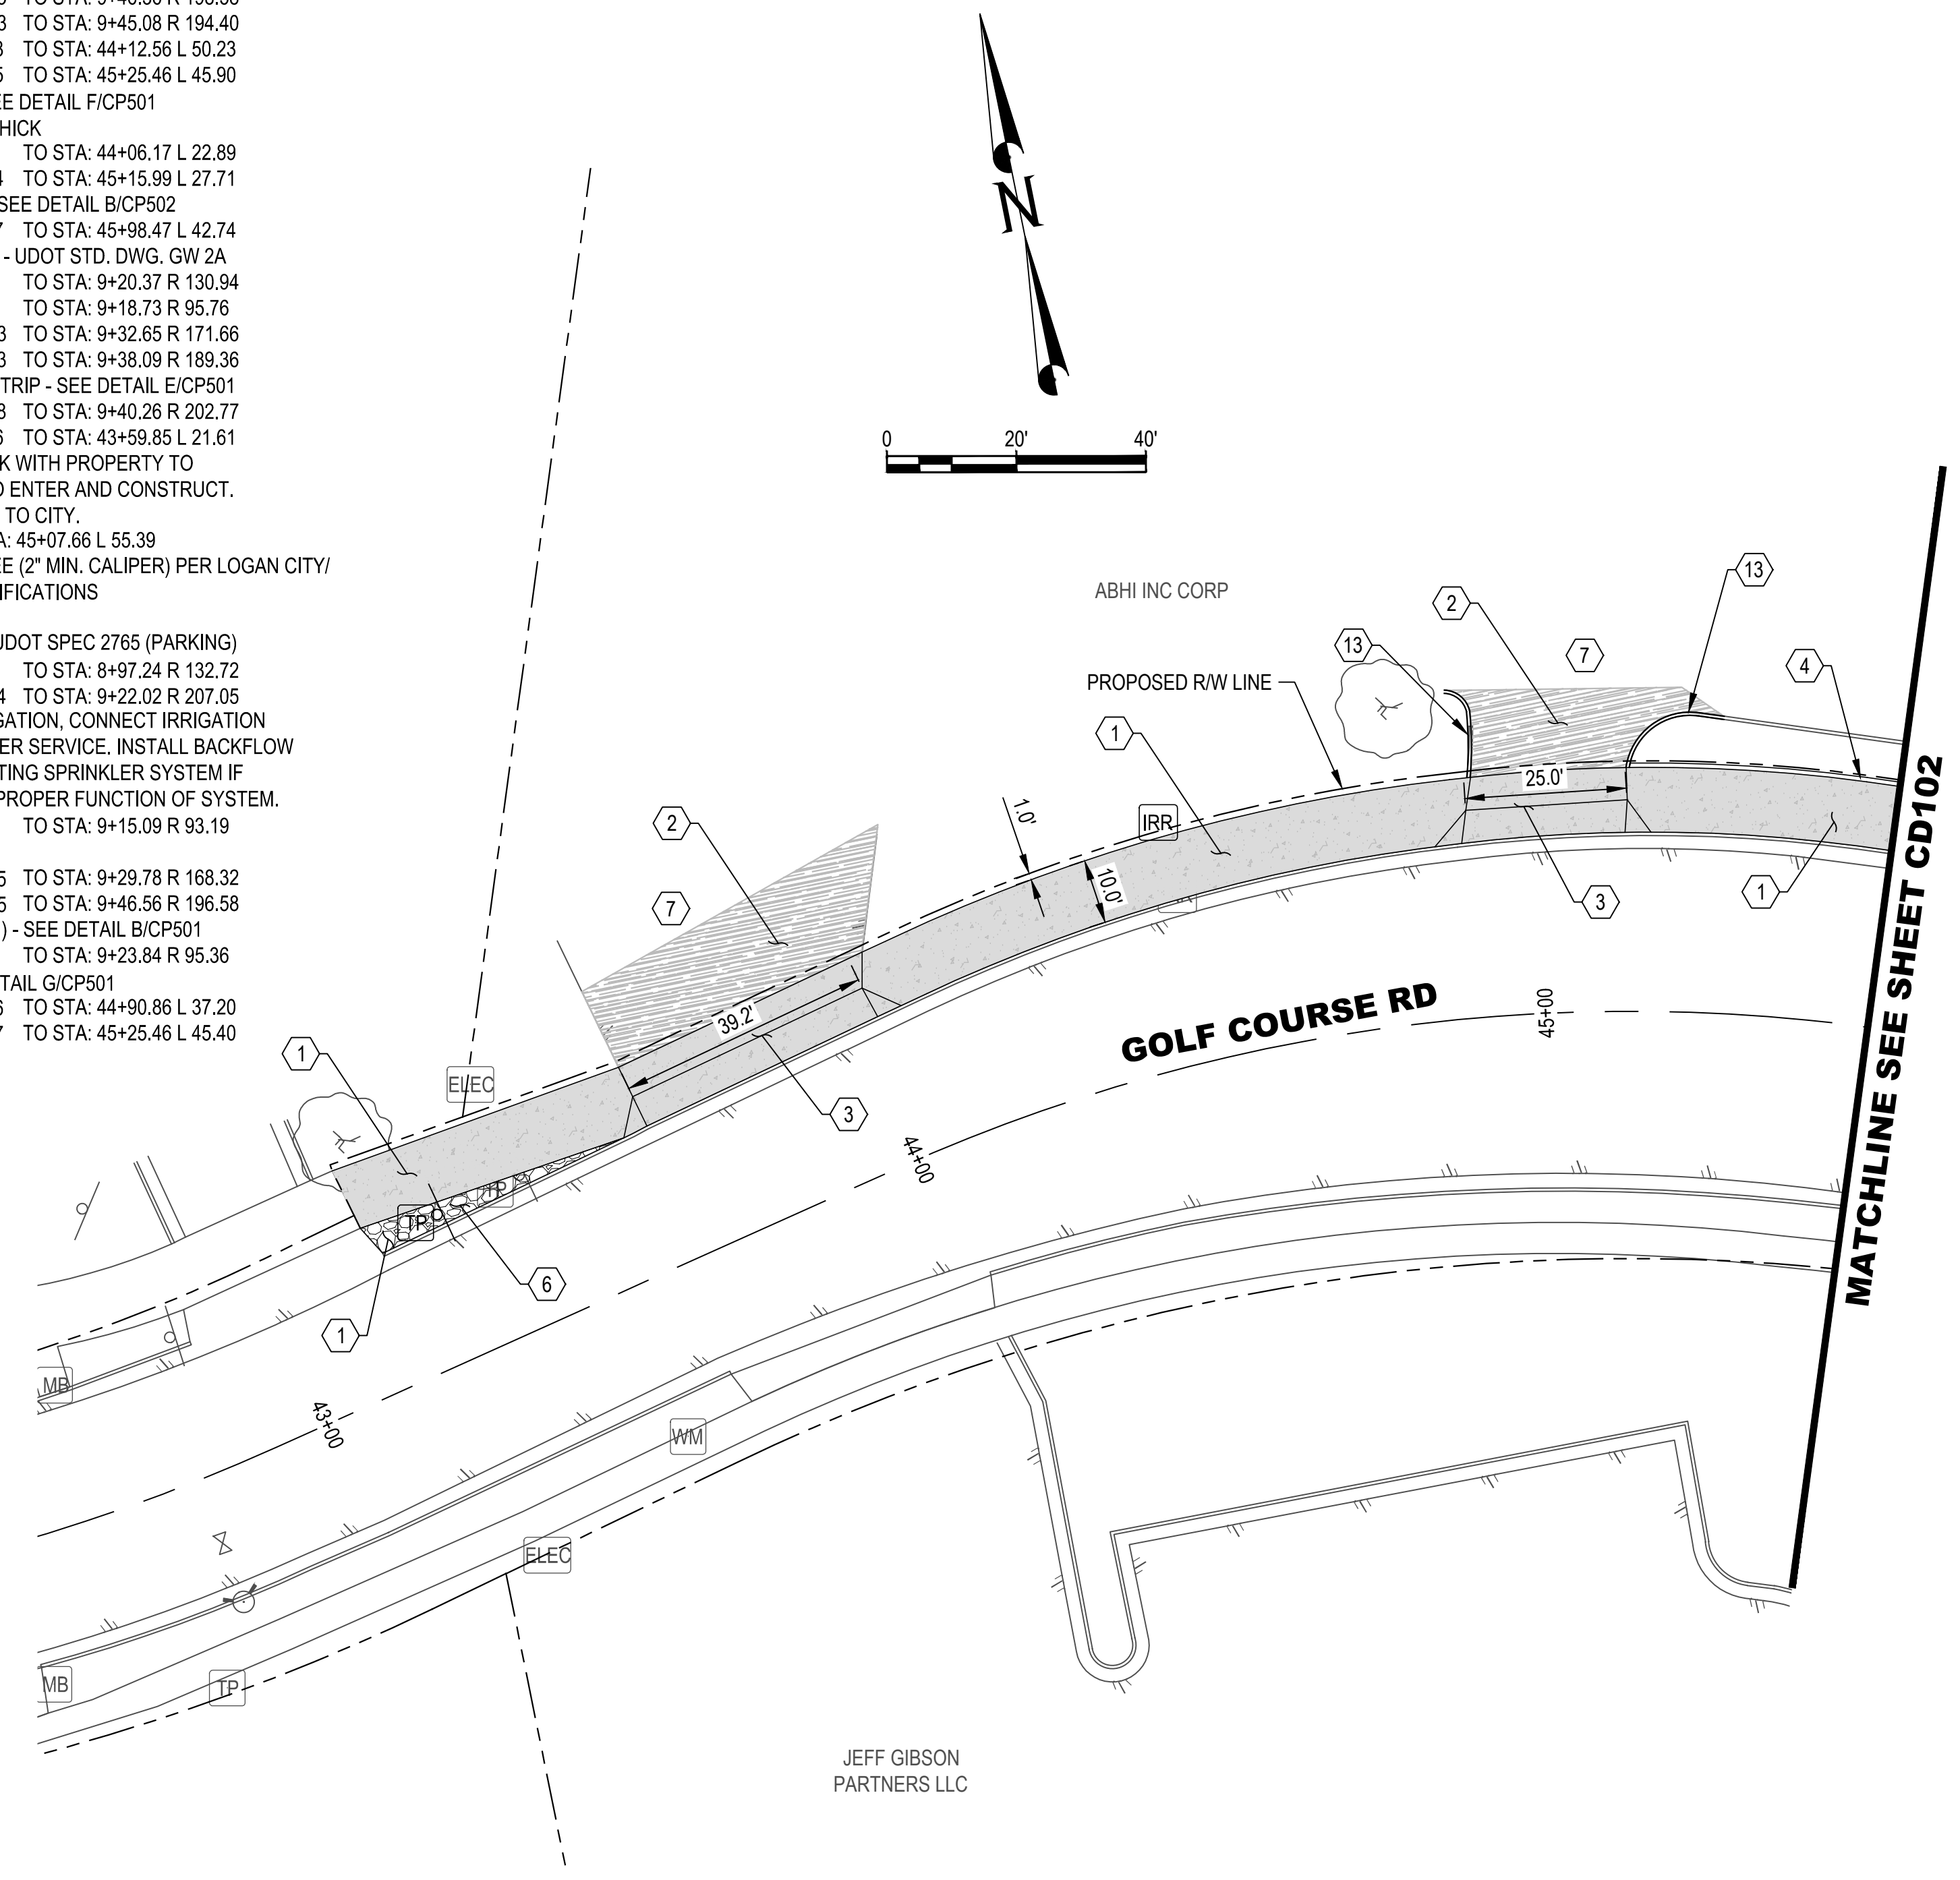 TO STA: 9+45.08 R 194.40
TO STA: 44+12.56 L 50.23
TO STA: 45+25.46 L 45.90
DETAIL F/CP501
TO STA: 44+06.17 L 22.89
TO STA: 45+15.99 L 27.71
SEE DETAIL B/CP502
TO STA: 45+98.47 L 42.74
- UDOT STD. DWG. GW 2A
TO STA: 9+20.37 R 130.94
TO STA: 9+18.73 R 95.76
3 TO STA: 9+32.65 R 171.66
3 TO STA: 9+38.09 R 189.36
TRIP - SEE DETAIL E/CP501
TO STA: 9+40.26 R 202.77
TO STA: 43+59.85 L 21.61
K WITH PROPERTY TO
ENTER AND CONSTRUCT.
TO CITY.
A: 45+07.66 L 55.39
EE (2" MIN. CALIPER) PER LOGAN CITY/
IFICATIONS
UDOT SPEC 2765 (PARKING)
TO STA: 8+97.24 R 132.72
4 TO STA: 9+22.02 R 207.05
GATION, CONNECT IRRIGATION
ER SERVICE. INSTALL BACKFLOW
TING SPRINKLER SYSTEM IF
PROPER FUNCTION OF SYSTEM.
TO STA: 9+15.09 R 93.19
5 TO STA: 9+29.78 R 168.32
5 TO STA: 9+46.56 R 196.58
) - SEE DETAIL B/CP501
TO STA: 9+23.84 R 95.36
TAIL G/CP501
TO STA: 44+90.86 L 37.20
TO STA: 45+25.46 L 45.40
N
0 20' 40'
ABHI INC CORP
13
2
13
7
4
PROPOSED R/W LINE
1
25.0'
IRR
1.0'
10.0'
2
7
3
1
39.2'
3
1
ELEC
GOLF COURSE RD
45+00
44+00
43+00
MATCHLINE SEE SHEET CD102
TR
TP
6
1
MB
WM
ELEC
MB
TP
JEFF GIBSON
PARTNERS LLC